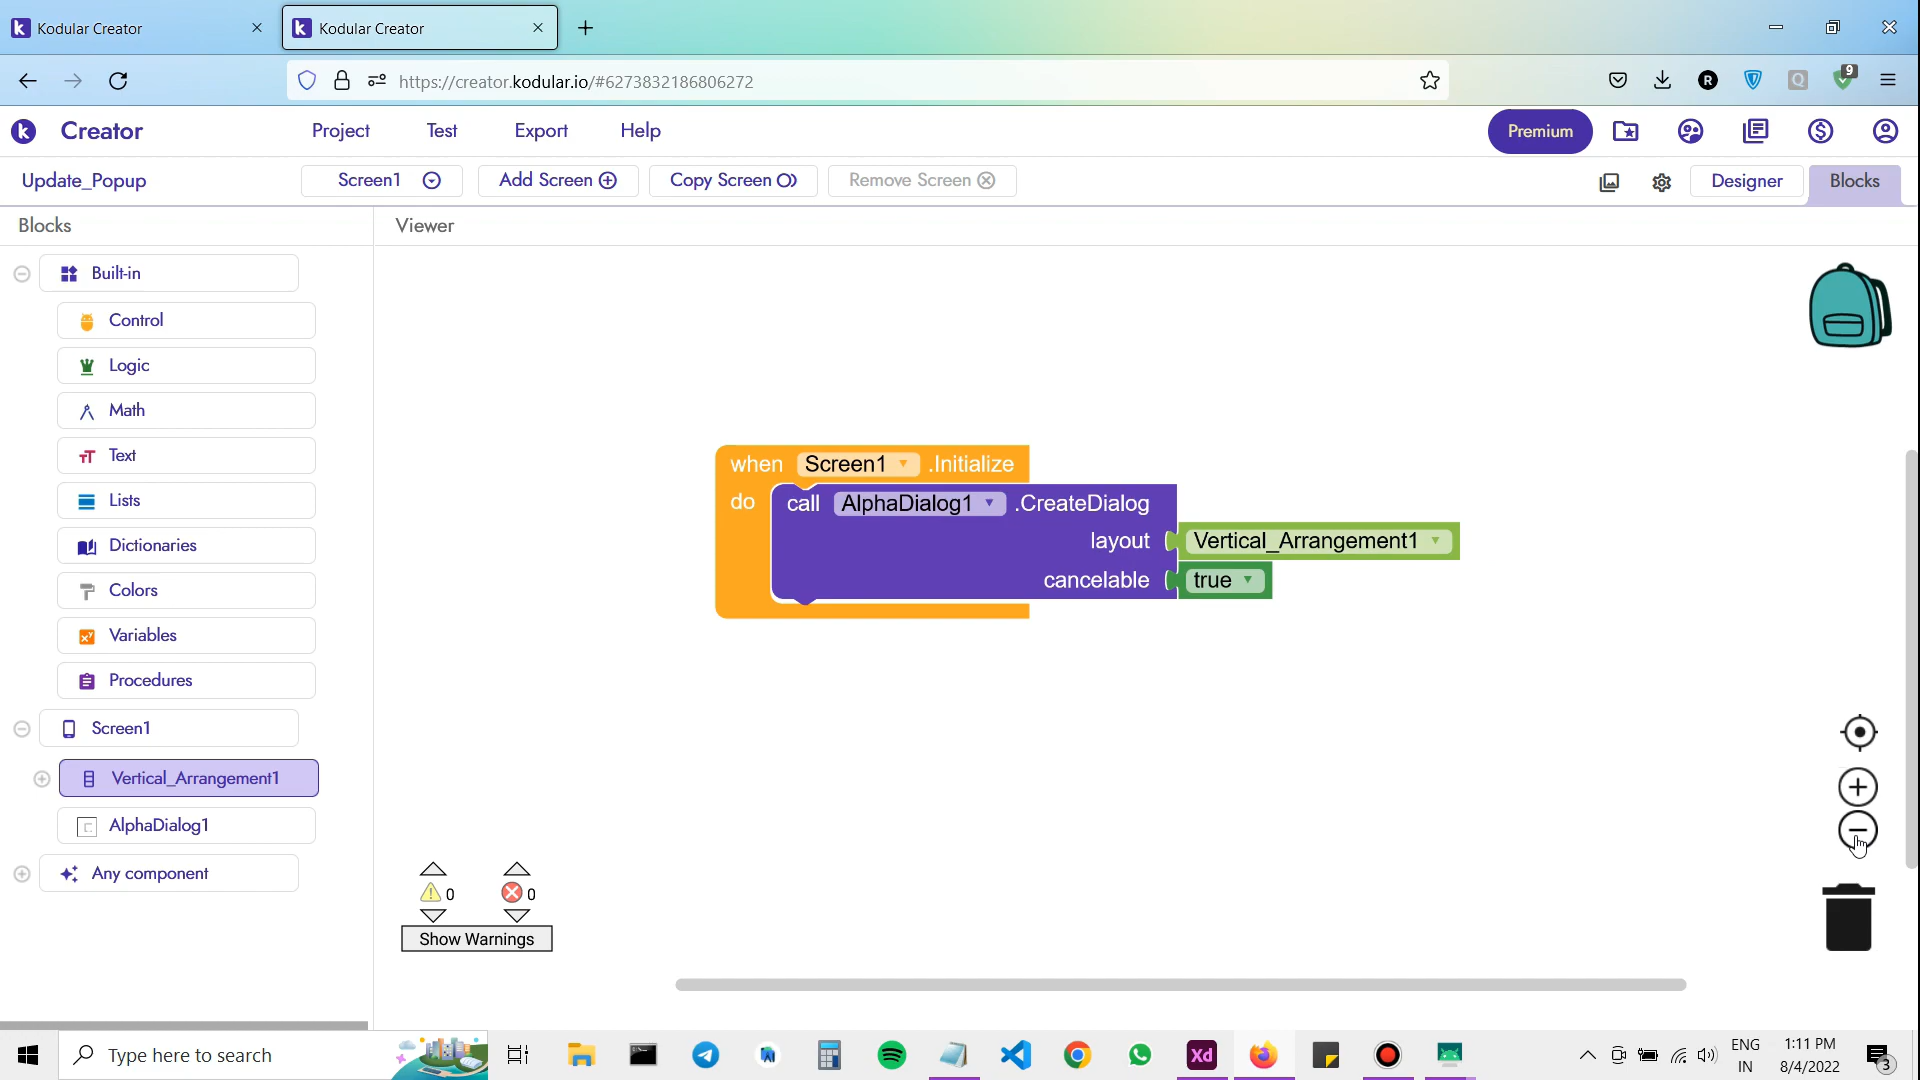 Kodular Creator
Kodular Creator
https://creator.kodular.io/#6273832186806272
R
Q
9
k
Creator
Project
Test
Export
Help
Premium
Update_Popup
Screen1
Add Screen
Copy Screen
Remove Screen
Designer
Blocks
Blocks
Viewer
Built-in
Control
Logic
Math
Text
Lists
Dictionaries
Colors
Variables
Procedures
Screen1
Vertical_Arrangement1
AlphaDialog1
Any component
when Screen1 .Initialize
do call AlphaDialog1 .CreateDialog
layout Vertical_Arrangement1
cancelable true
0 0
Show Warnings
Type here to search
Xd
ENG
IN
1:11 PM
8/4/2022
3